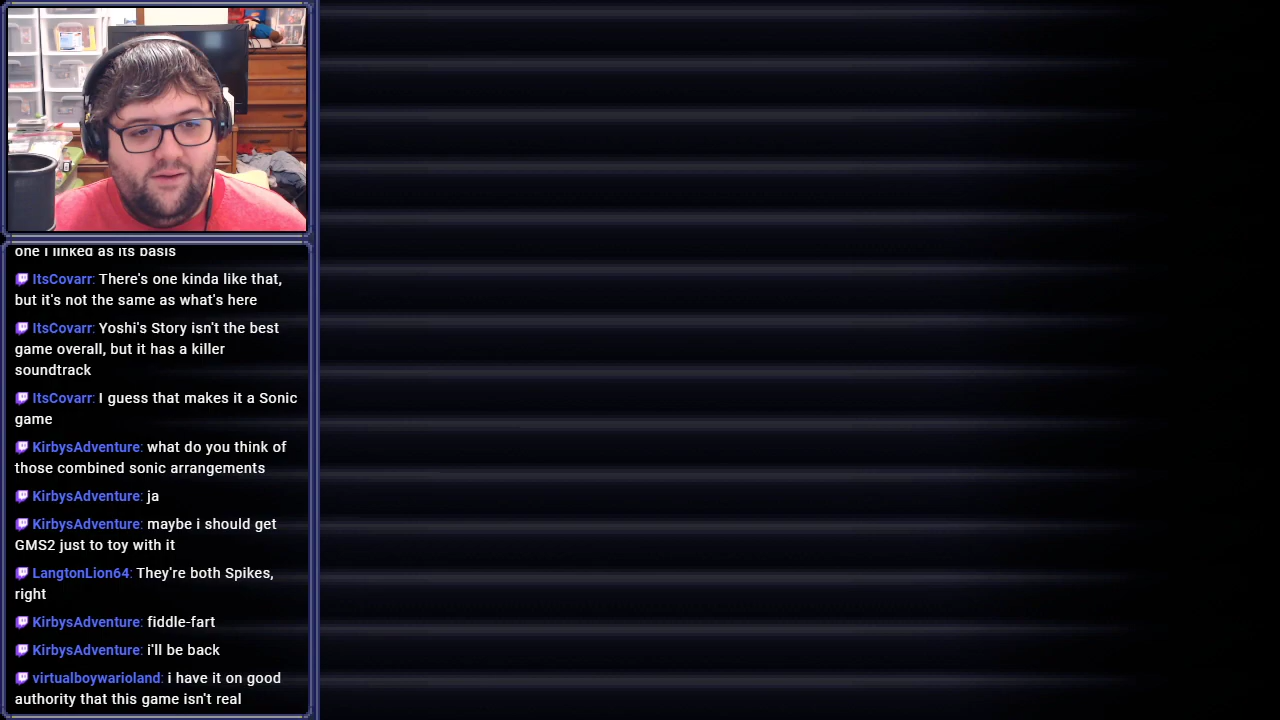 one i linked as its basis
ItsCovarr: There's one kinda like that,
but it's not the same as what's here
ItsCovarr: Yoshi's Story isn't the best
game overall, but it has a killer
soundtrack
ItsCovarr: I guess that makes it a Sonic
game
KirbysAdventure: what do you think of
those combined sonic arrangements
KirbysAdventure: ja
KirbysAdventure: maybe i should get
GMS2 just to toy with it
LangtonLion64: They're both Spikes,
right
KirbysAdventure: fiddle-fart
KirbysAdventure: i'll be back
virtualboywarioland: i have it on good
authority that this game isn't real